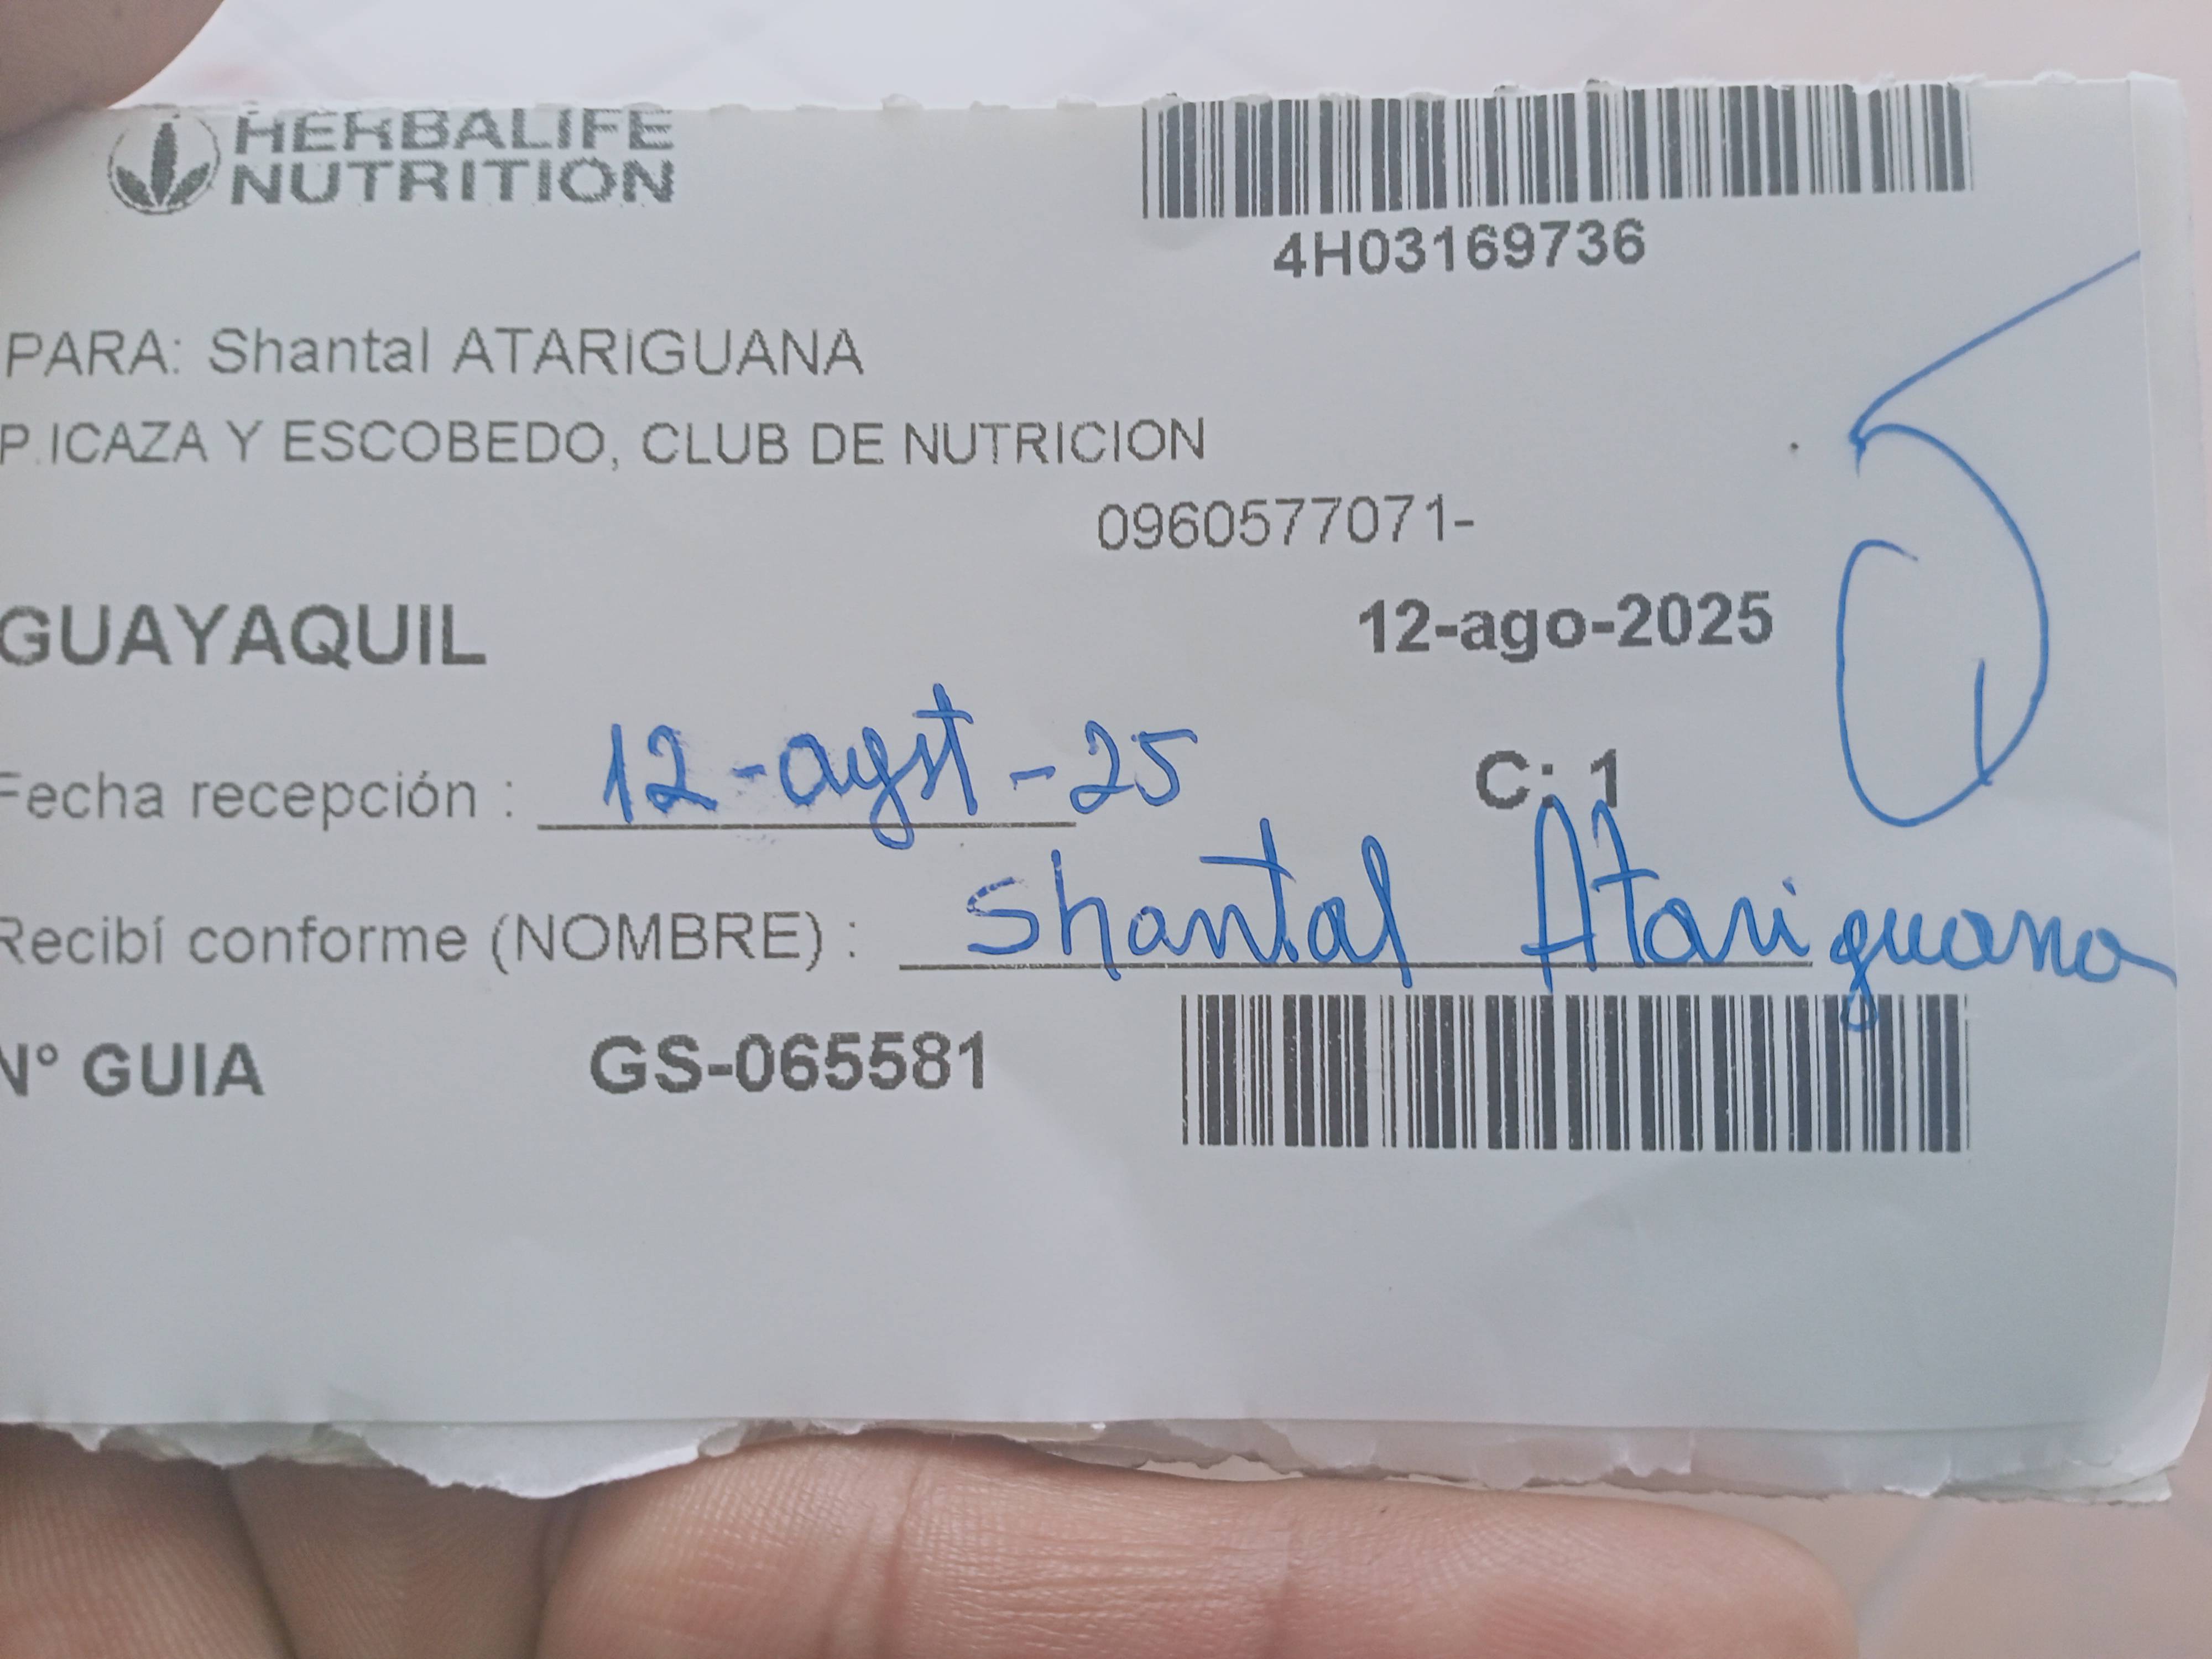 HERBALIFE
NUTRITION
4H03169736
PARA: Shantal ATARIGUANA
P.ICAZA Y ESCOBEDO, CLUB DE NUTRICION
0960577071-
GUAYAQUIL 12-ago-2025
Fecha recepción : 12-agst-25 C: 1
Recibí conforme (NOMBRE) : Shantal Atariguana
N° GUIA GS-065581